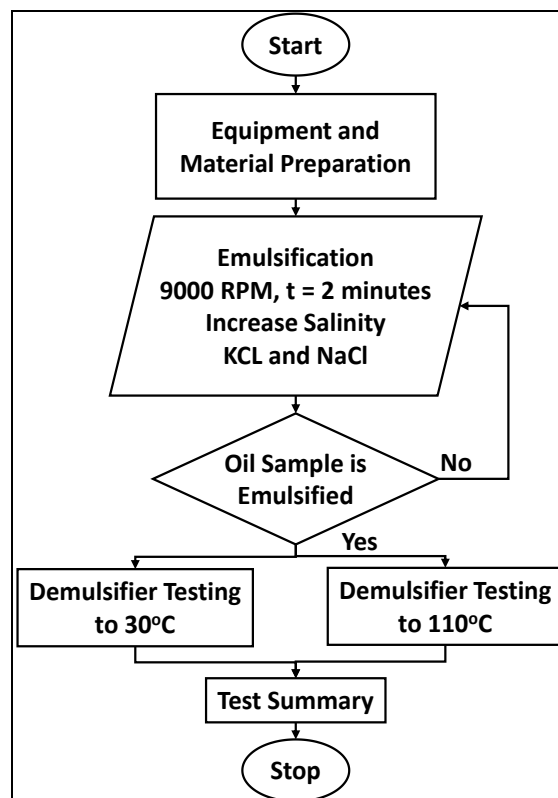 Start
Equipment and
Material Preparation
Emulsification
9000 RPM, t = 2 minutes
Increase Salinity
KCL and NaCl
Oil Sample is
Emulsified
No
Yes
Demulsifier Testing
to 30°C
Demulsifier Testing
to 110°C
Test Summary
Stop